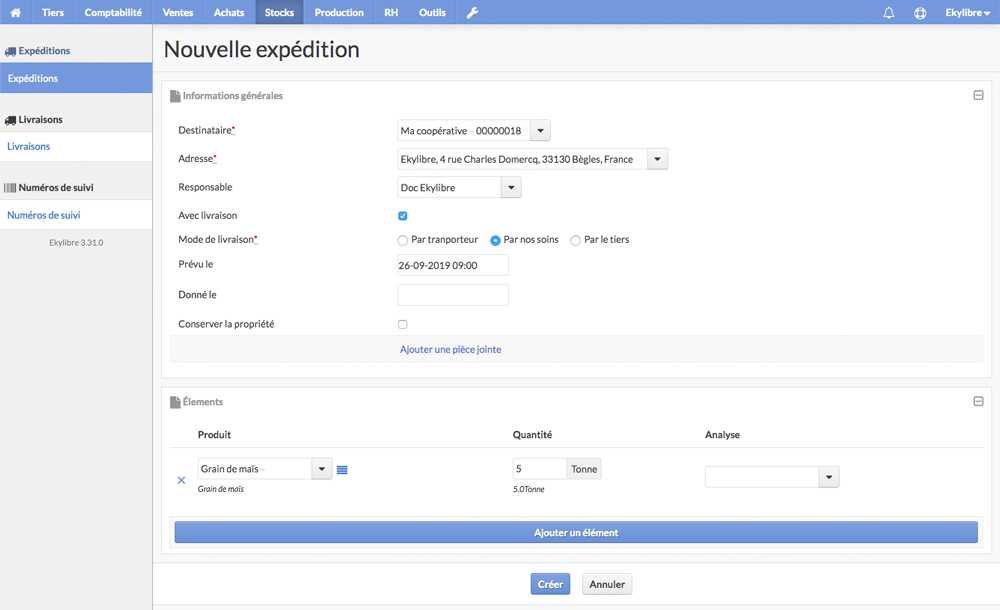 Tiers Comptabilité Ventes Achats Stocks Production RH Outils Ekylibre
Expéditions
Expéditions
Livraisons
Livraisons
Numéros de suivi
Numéros de suivi
Ekylibre 3.31.0
Nouvelle expédition
Informations générales
Destinataire* Ma coopérative - 00000018
Adresse* Ekylibre, 4 rue Charles Domercq, 33130 Bègles, France
Responsable Doc Ekylibre
Avec livraison
Mode de livraison* Par tranporteur Par nos soins Par le tiers
Prévu le 26-09-2019 09:00
Donné le
Conserver la propriété
Ajouter une pièce jointe
Élements
Produit Quantité Analyse
Grain de maïs - 5 Tonne
Grain de maïs 5.0Tonne
Ajouter un élément
Créer Annuler